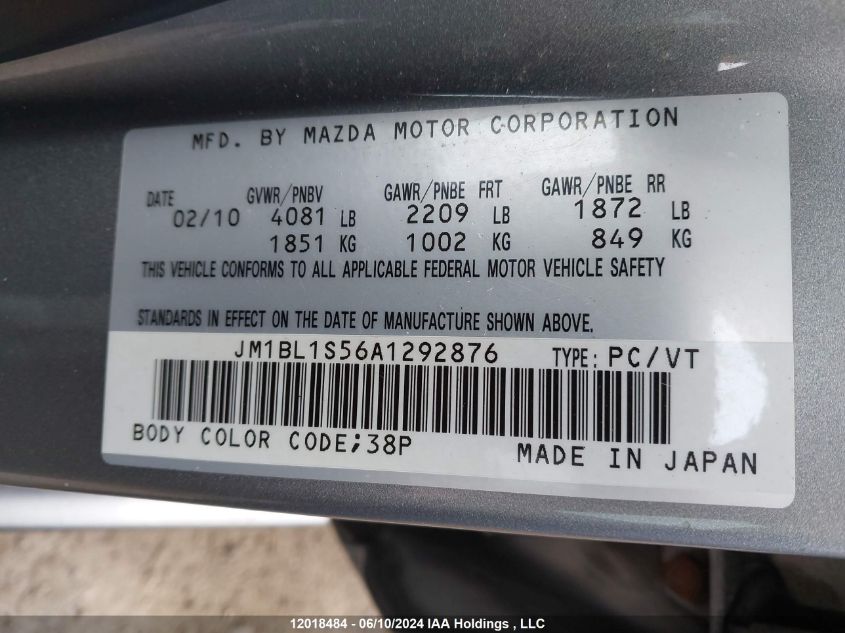 MFD. BY MAZDA MOTOR CORPORATION
DATE GVWR/PNBV GAWR/PNBE FRT GAWR/PNBE RR
02/10 4081 LB 2209 LB 1872 LB
1851 KG 1002 KG 849 KG
THIS VEHICLE CONFORMS TO ALL APPLICABLE FEDERAL MOTOR VEHICLE SAFETY
STANDARDS IN EFFECT ON THE DATE OF MANUFACTURE SHOWN ABOVE.
JM1BL1S56A1292876 TYPE: PC/VT
BODY COLOR CODE;38P MADE IN JAPAN
12018484 - 06/10/2024 IAA Holdings , LLC